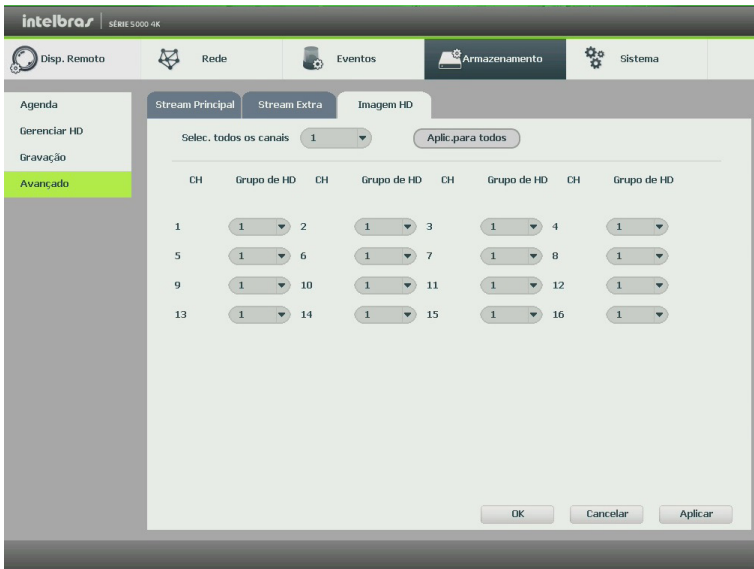 intelbras | SÉRIE 5000 4K
Disp. Remoto Rede Eventos Armazenamento Sistema
Agenda
Gerenciar HD
Gravação
Avançado
Stream Principal Stream Extra Imagem HD
Selec. todos os canais 1 Aplic.para todos
CH Grupo de HD CH Grupo de HD CH Grupo de HD CH Grupo de HD
1 1 2 1 3 1 4 1
5 1 6 1 7 1 8 1
9 1 10 1 11 1 12 1
13 1 14 1 15 1 16 1
OK Cancelar Aplicar